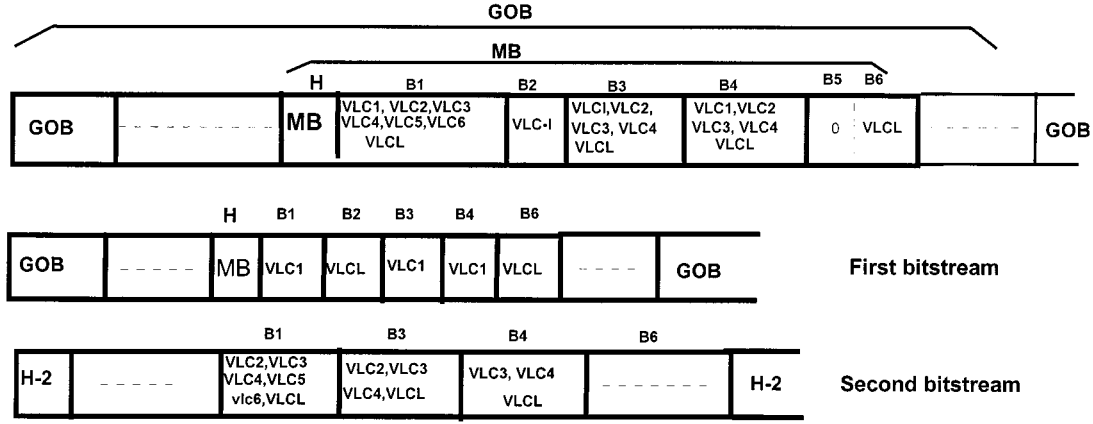 GOB
MB
H B1 B2 B3 B4 B5 B6
GOB MB VLC1, VLC2,VLC3 VLC4,VLC5,VLC6 VLCL VLC-I VLCI,VLC2, VLC3, VLC4 VLCL VLC1,VLC2 VLC3, VLC4 VLCL 0 VLCL GOB
H B1 B2 B3 B4 B6
GOB MB VLC1 VLCL VLC1 VLC1 VLCL GOB First bitstream
B1 B3 B4 B6
H-2 VLC2,VLC3 VLC4,VLC5 vlc6,VLCL VLC2,VLC3 VLC4,VLCL VLC3, VLC4 VLCL H-2 Second bitstream